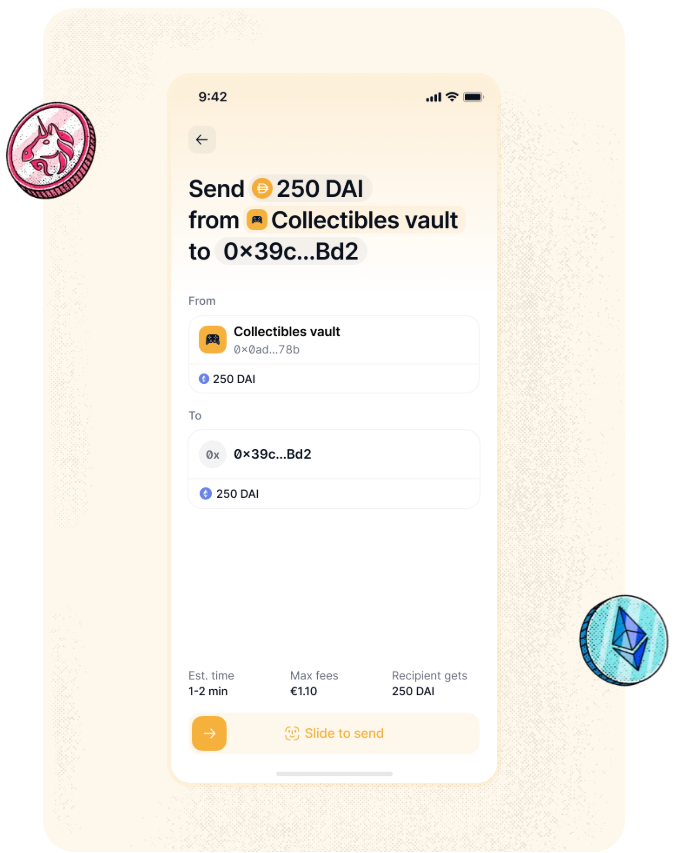 9:42
Send 250 DAI
from Collectibles vault
to 0×39c...Bd2
From
Collectibles vault
0×0ad...78b
250 DAI
To
0x 0×39c...Bd2
250 DAI
Est. time Max fees Recipient gets
1-2 min €1.10 250 DAI
Slide to send